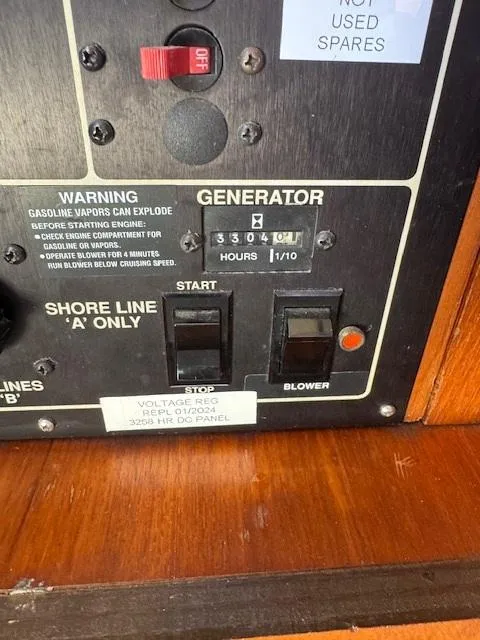 NOT
USED
SPARES
OFF
WARNING
GASOLINE VAPORS CAN EXPLODE
BEFORE STARTING ENGINE:
• CHECK ENGINE COMPARTMENT FOR
GASOLINE OR VAPORS.
• OPERATE BLOWER FOR 4 MINUTES
RUN BLOWER BELOW CRUISING SPEED.
GENERATOR
3304
HOURS 1/10
SHORE LINE
'A' ONLY
START
STOP
BLOWER
LINES
'B'
VOLTAGE REG
REPL 01/2024
3258 HR DC PANEL